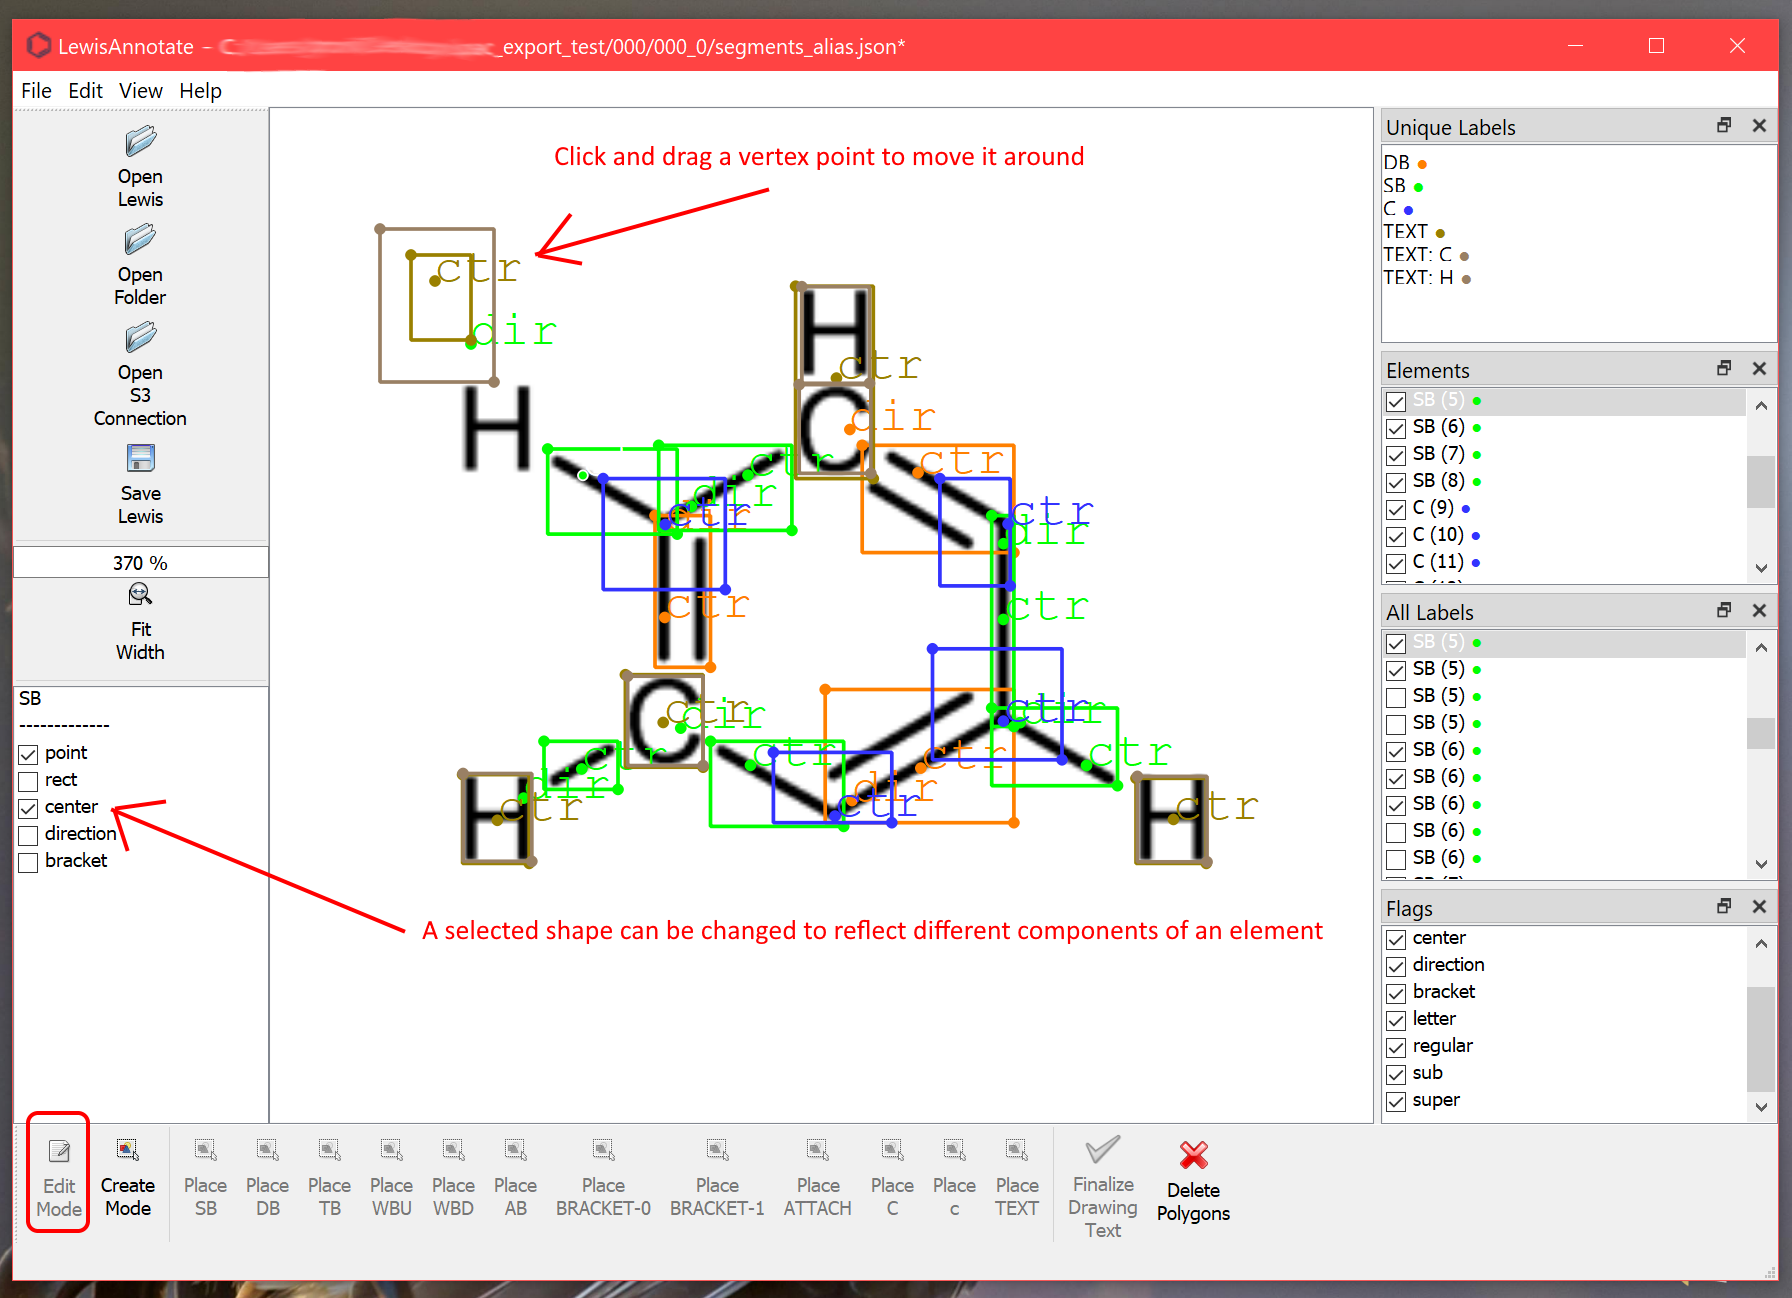 LewisAnnotate – C _export_test/000/000_0/segments_alias.json*
File Edit View Help
Open
Lewis
Open
Folder
Open
S3
Connection
Save
Lewis
370 %
Fit
Width
SB
-------------
point
rect
center
direction
bracket
Click and drag a vertex point to move it around
ctr
dir
H
H
ctr
C
dir
ctr
dir
ctr
ctr
dir
ctr
ctr
ctr
C
ctr
dir
ctr
dir
ctr
dir
ctr
ctr
dir
ctr
ctr
dir
ctr
H
ctr
H
ctr
A selected shape can be changed to reflect different components of an element
Unique Labels
DB
SB
C
TEXT
TEXT: C
TEXT: H
Elements
SB (5)
SB (6)
SB (7)
SB (8)
C (9)
C (10)
C (11)
All Labels
SB (5)
SB (5)
SB (5)
SB (5)
SB (6)
SB (6)
SB (6)
SB (6)
SB (6)
Flags
center
direction
bracket
letter
regular
sub
super
Edit
Mode
Create
Mode
Place
SB
Place
DB
Place
TB
Place
WBU
Place
WBD
Place
AB
Place
BRACKET-0
Place
BRACKET-1
Place
ATTACH
Place
C
Place
c
Place
TEXT
Finalize
Drawing
Text
Delete
Polygons